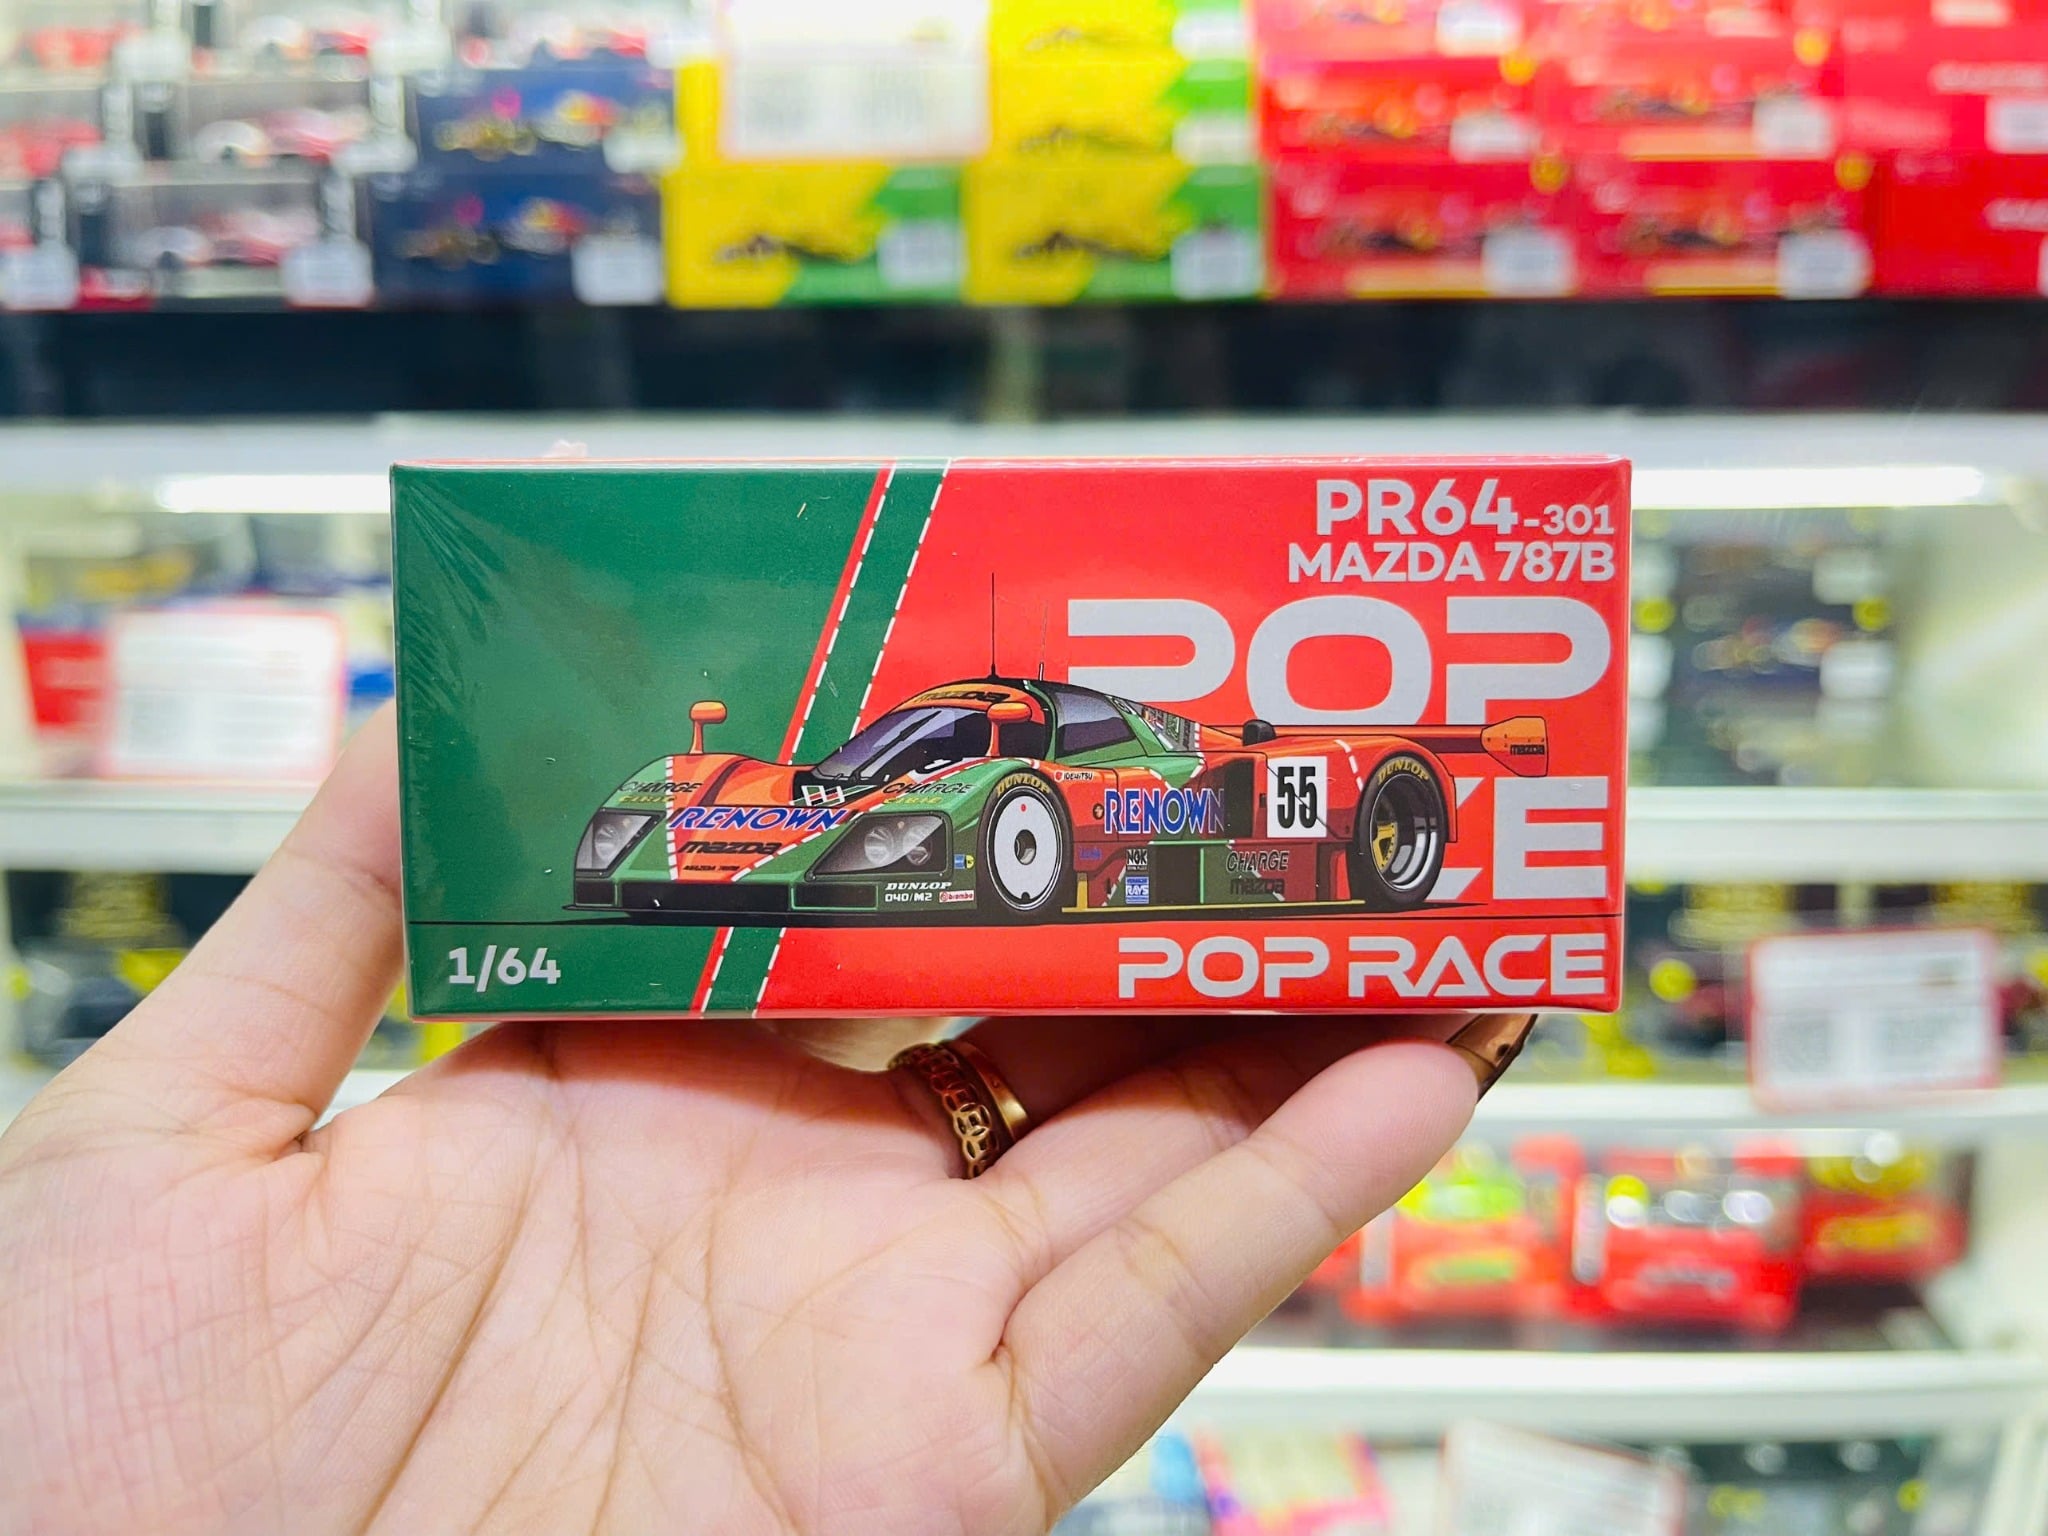 PR64-301
MAZDA 787B
POP
CE
mazda
CHARGE
CHARGE
RENOWN
mazda
DUNLOP
IDEMITSU
RENOWN
55
DUNLOP
mazda
NGK
RAYS
CHARGE
mazda
DUNLOP
040/M2
brembo
1/64
POP RACE